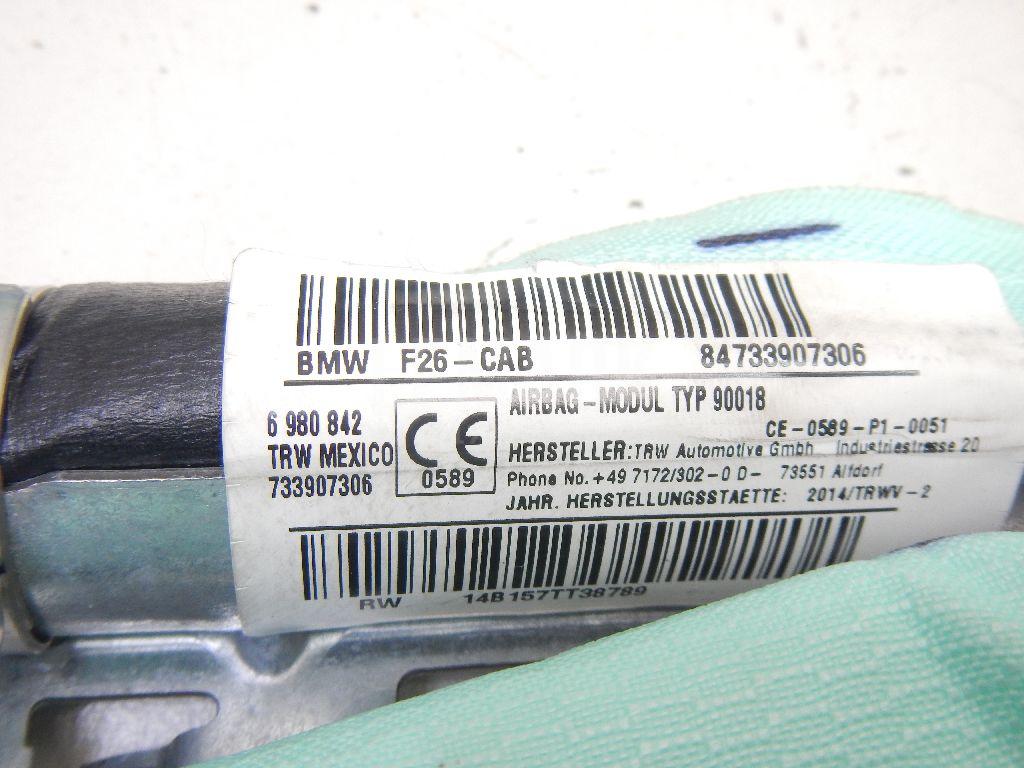 BMW F26-CAB 84733907306
6 980 842
TRW MEXICO
733907306
CE
0589
AIRBAG-MODUL TYP 90018
CE-0589-P1-0051
HERSTELLER:TRW Automotive Gmbh Industriestrasse 20
Phone No. +49 7172/302-0 D- 73551 Alfdorf
JAHR. HERSTELLUNGSSTAETTE: 2014/TRWV-2
RW 14B157TT38789